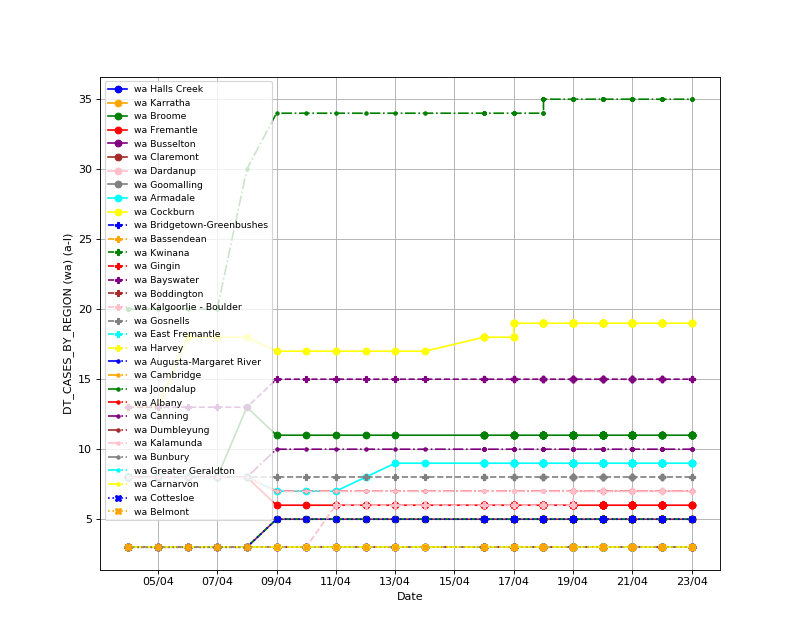 35
30
25
20
15
10
5
DT_CASES_BY_REGION (wa) (a-l)
wa Halls Creek
wa Karratha
wa Broome
wa Fremantle
wa Busselton
wa Claremont
wa Dardanup
wa Goomalling
wa Armadale
wa Cockburn
wa Bridgetown-Greenbushes
wa Bassendean
wa Kwinana
wa Gingin
wa Bayswater
wa Boddington
wa Kalgoorlie - Boulder
wa Gosnells
wa East Fremantle
wa Harvey
wa Augusta-Margaret River
wa Cambridge
wa Joondalup
wa Albany
wa Canning
wa Dumbleyung
wa Kalamunda
wa Bunbury
wa Greater Geraldton
wa Carnarvon
wa Cottesloe
wa Belmont
05/04 07/04 09/04 11/04 13/04 15/04 17/04 19/04 21/04 23/04
Date